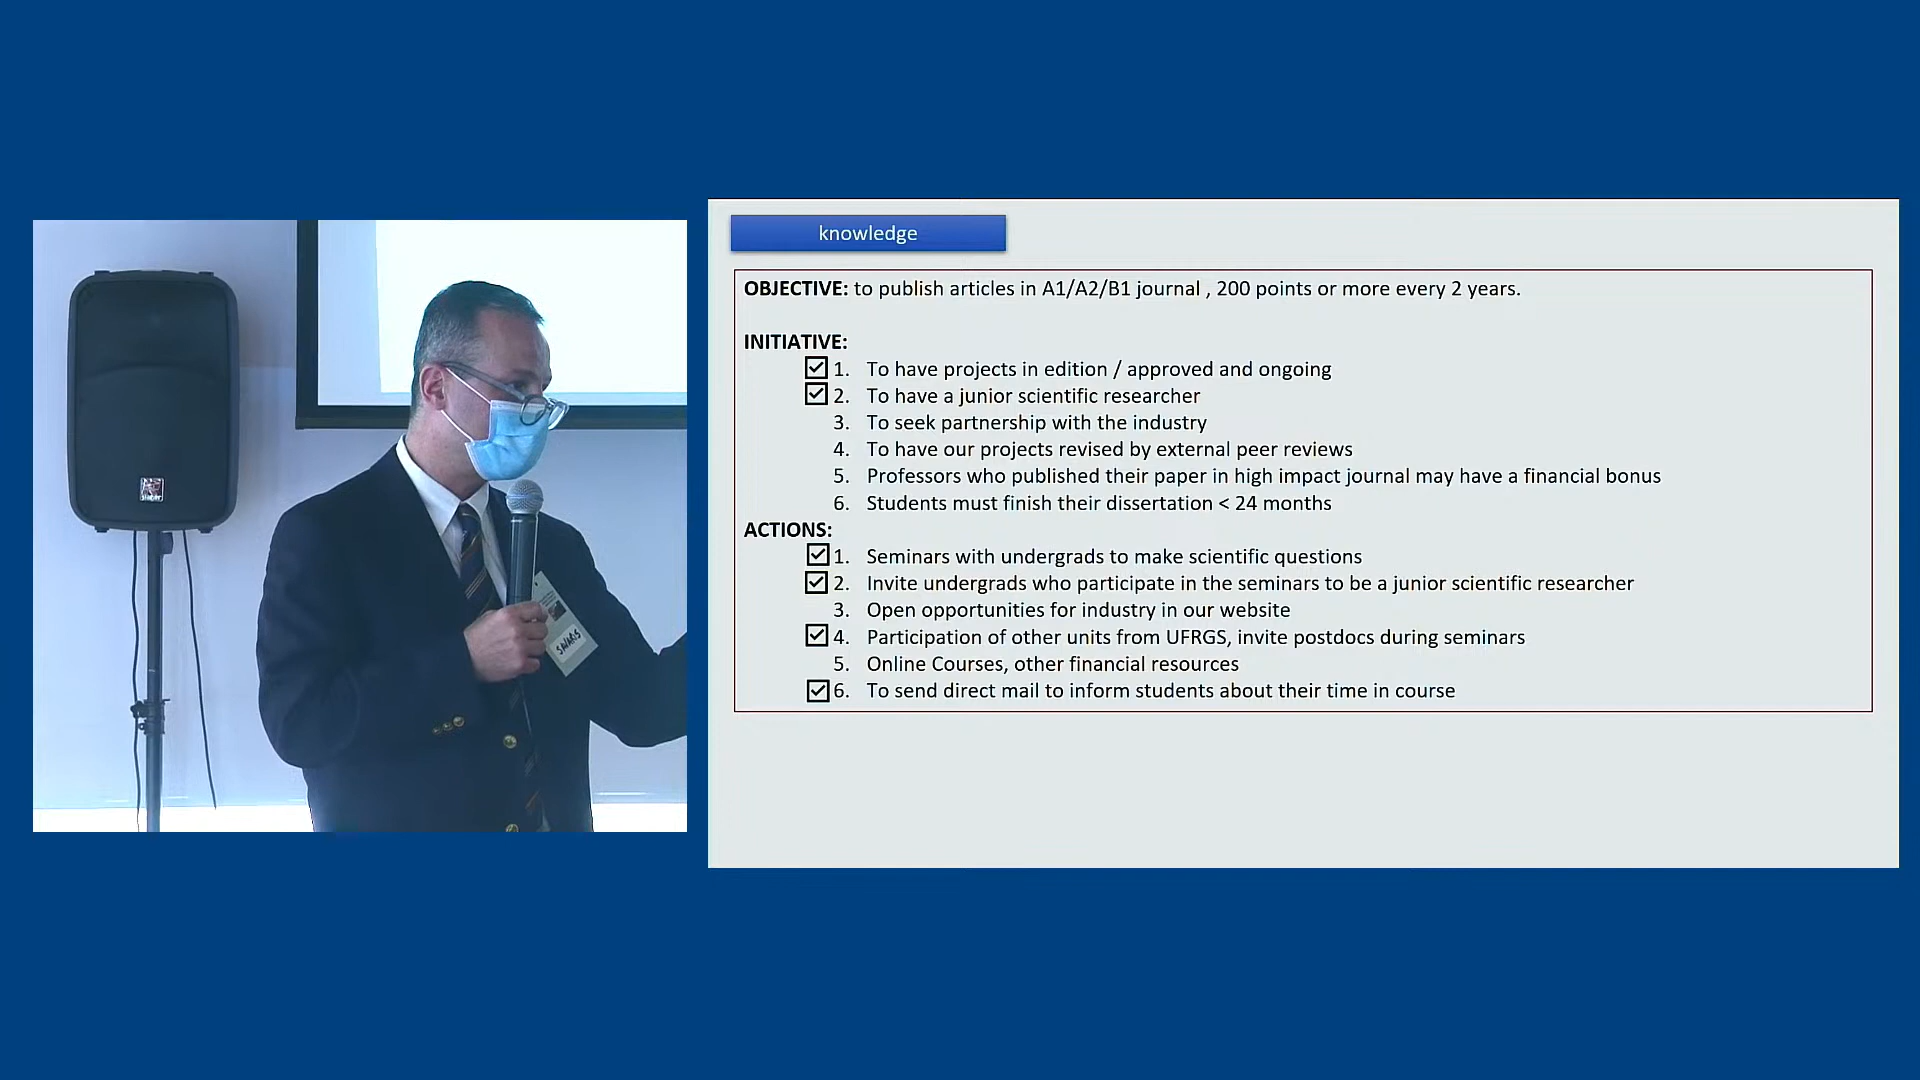 knowledge
OBJECTIVE: to publish articles in A1/A2/B1 journal , 200 points or more every 2 years.
INITIATIVE:
1. To have projects in edition / approved and ongoing
2. To have a junior scientific researcher
3. To seek partnership with the industry
4. To have our projects revised by external peer reviews
5. Professors who published their paper in high impact journal may have a financial bonus
6. Students must finish their dissertation < 24 months
ACTIONS:
1. Seminars with undergrads to make scientific questions
2. Invite undergrads who participate in the seminars to be a junior scientific researcher
3. Open opportunities for industry in our website
4. Participation of other units from UFRGS, invite postdocs during seminars
5. Online Courses, other financial resources
6. To send direct mail to inform students about their time in course
SAVARIS